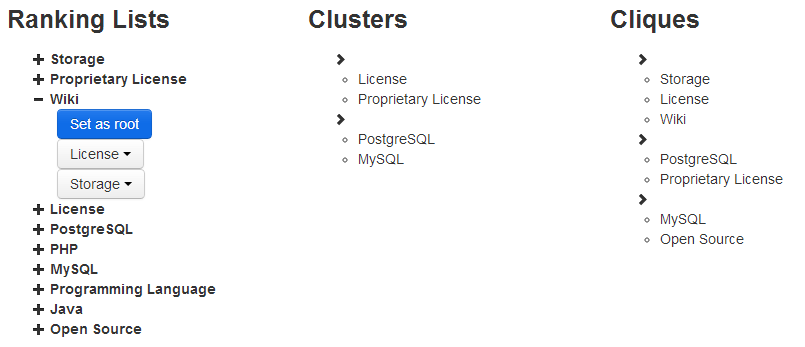 Ranking Lists
Storage
Proprietary License
Wiki
Set as root
License
Storage
License
PostgreSQL
PHP
MySQL
Programming Language
Java
Open Source
Clusters
License
Proprietary License
PostgreSQL
MySQL
Cliques
Storage
License
Wiki
PostgreSQL
Proprietary License
MySQL
Open Source